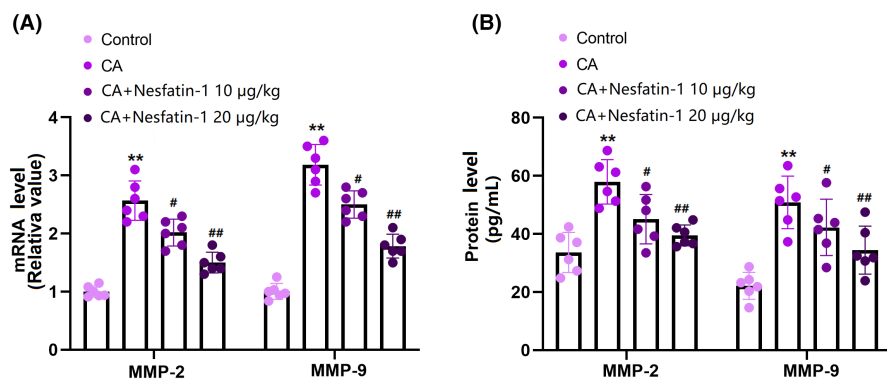 (A)
Control
CA
CA+Nesfatin-1 10 μg/kg
CA+Nesfatin-1 20 μg/kg
mRNA level
(Relative value)
4
3
2
1
0
**
#
##
**
#
##
MMP-2
MMP-9
(B)
Control
CA
CA+Nesfatin-1 10 μg/kg
CA+Nesfatin-1 20 μg/kg
Protein level
(pg/mL)
80
60
40
20
0
**
#
##
**
#
##
MMP-2
MMP-9